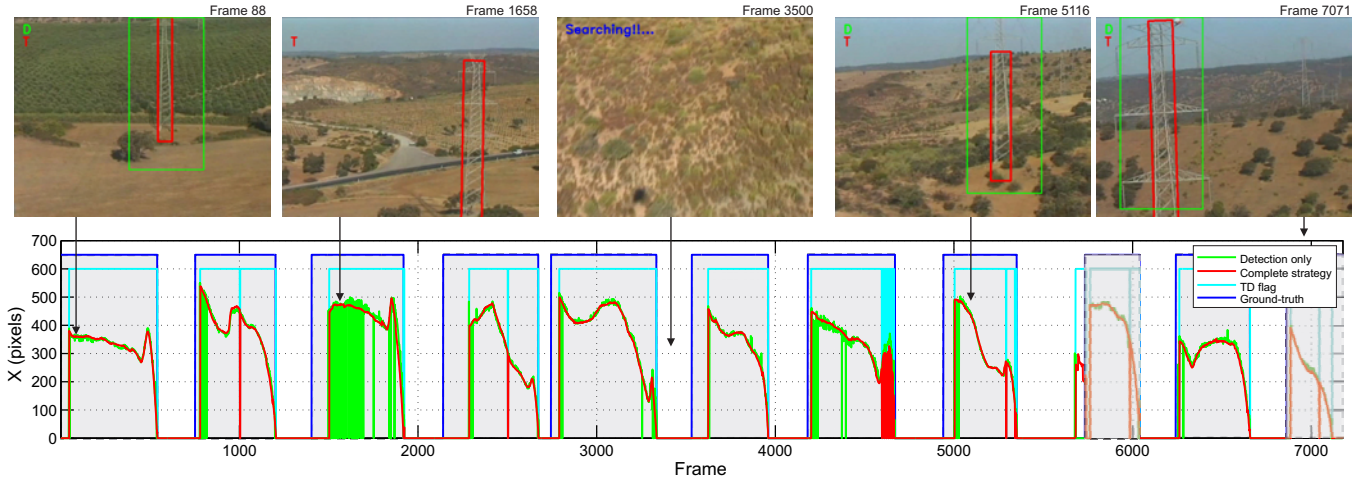 Frame 88
Frame 1658
Frame 3500
Frame 5116
Frame 7071
D
T
T
Searching!!...
D
T
D
T
700
600
500
400
300
200
100
0
X (pixels)
1000
2000
3000
4000
5000
6000
7000
Frame
Detection only
Complete strategy
TD flag
Ground-truth